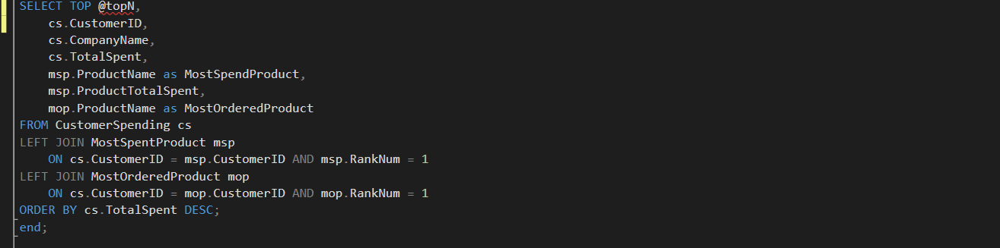 SELECT TOP @topN,
    cs.CustomerID,
    cs.CompanyName,
    cs.TotalSpent,
    msp.ProductName as MostSpendProduct,
    msp.ProductTotalSpent,
    mop.ProductName as MostOrderedProduct
FROM CustomerSpending cs
LEFT JOIN MostSpentProduct msp
    ON cs.CustomerID = msp.CustomerID AND msp.RankNum = 1
LEFT JOIN MostOrderedProduct mop
    ON cs.CustomerID = mop.CustomerID AND mop.RankNum = 1
ORDER BY cs.TotalSpent DESC;
end;